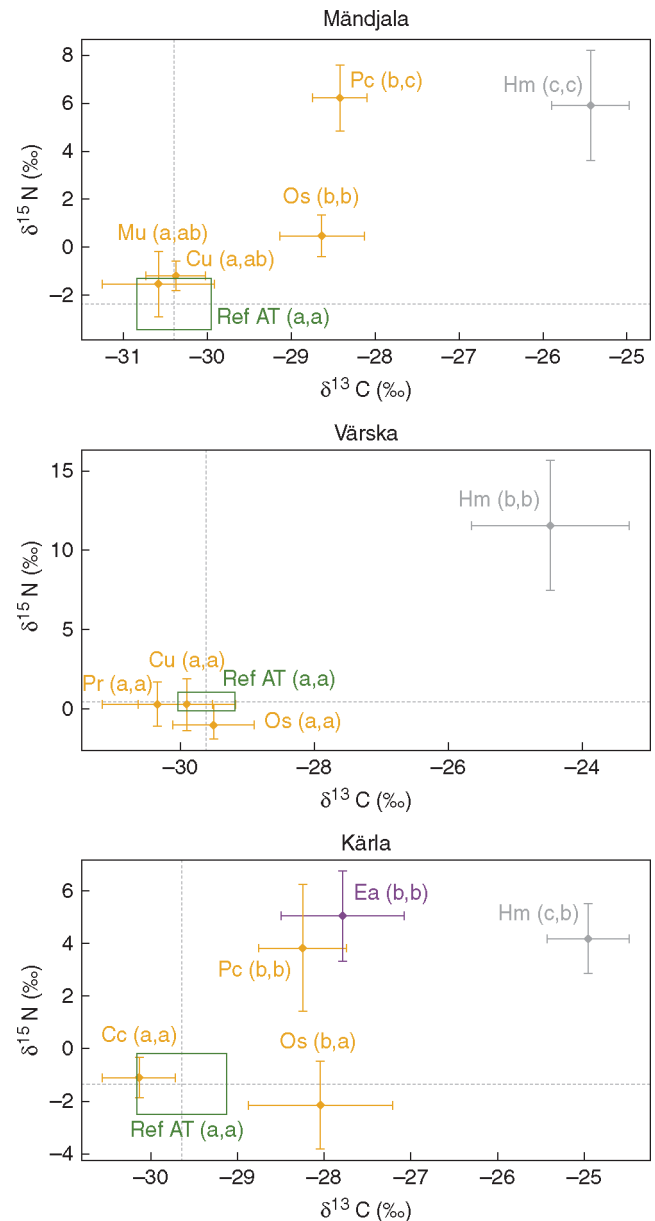 Mändjala
8
6
4
2
0
−2
δ15 N (‰)
Pc (b,c)
Hm (c,c)
Os (b,b)
Mu (a,ab)
Cu (a,ab)
Ref AT (a,a)
−31 −30 −29 −28 −27 −26 −25
δ13 C (‰)
Värska
15
10
5
0
δ15 N (‰)
Hm (b,b)
Cu (a,a)
Pr (a,a)
Ref AT (a,a)
Os (a,a)
−30 −28 −26 −24
δ13 C (‰)
Kärla
6
4
2
0
−2
−4
δ15 N (‰)
Ea (b,b)
Hm (c,b)
Pc (b,b)
Cc (a,a)
Os (b,a)
Ref AT (a,a)
−30 −29 −28 −27 −26 −25
δ13 C (‰)